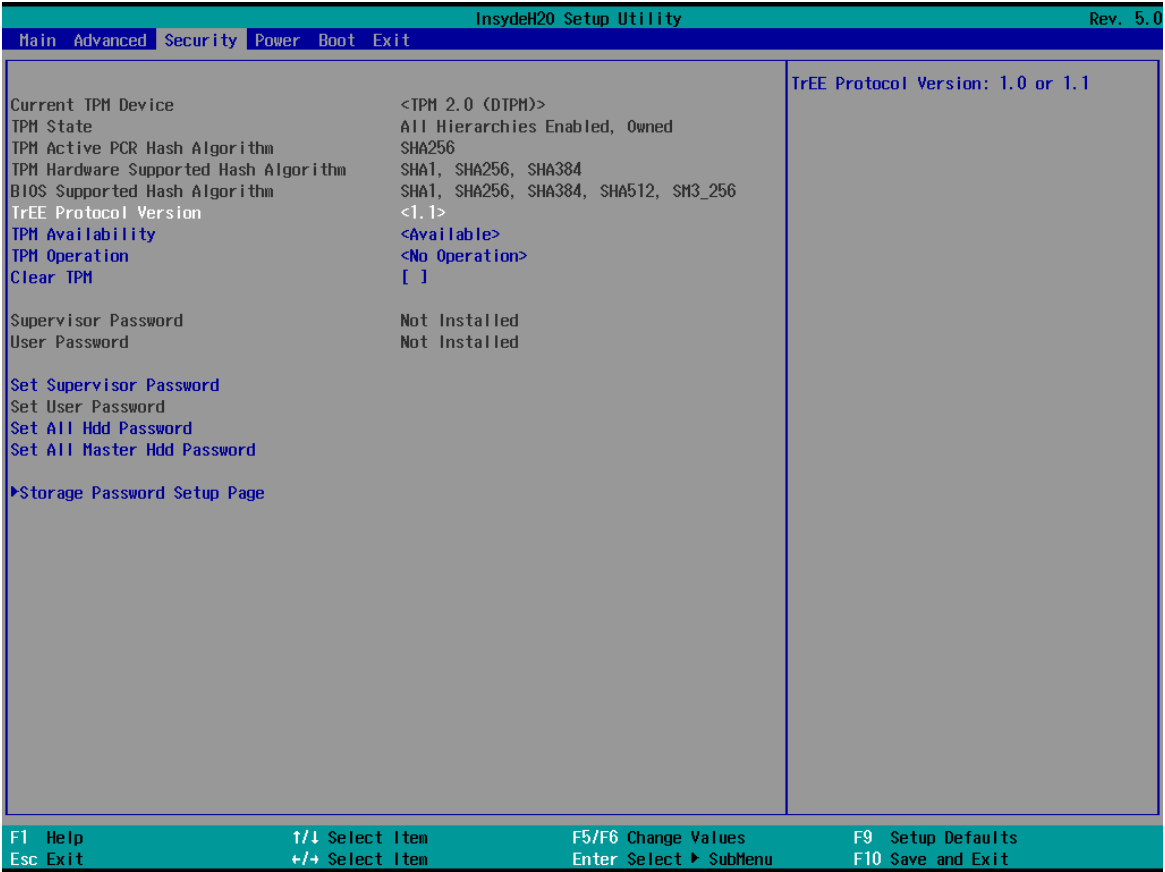 InsydeH20 Setup Utility Rev. 5.0
Main Advanced Security Power Boot Exit
TrEE Protocol Version: 1.0 or 1.1
Current TPM Device <TPM 2.0 (DTPM)>
TPM State All Hierarchies Enabled, Owned
TPM Active PCR Hash Algorithm SHA256
TPM Hardware Supported Hash Algorithm SHA1, SHA256, SHA384
BIOS Supported Hash Algorithm SHA1, SHA256, SHA384, SHA512, SM3_256
TrEE Protocol Version <1.1>
TPM Availability <Available>
TPM Operation <No Operation>
Clear TPM [ ]
Supervisor Password Not Installed
User Password Not Installed
Set Supervisor Password
Set User Password
Set All Hdd Password
Set All Master Hdd Password
▶Storage Password Setup Page
F1 Help ↑/↓ Select Item F5/F6 Change Values F9 Setup Defaults
Esc Exit ←/→ Select Item Enter Select ▶ SubMenu F10 Save and Exit